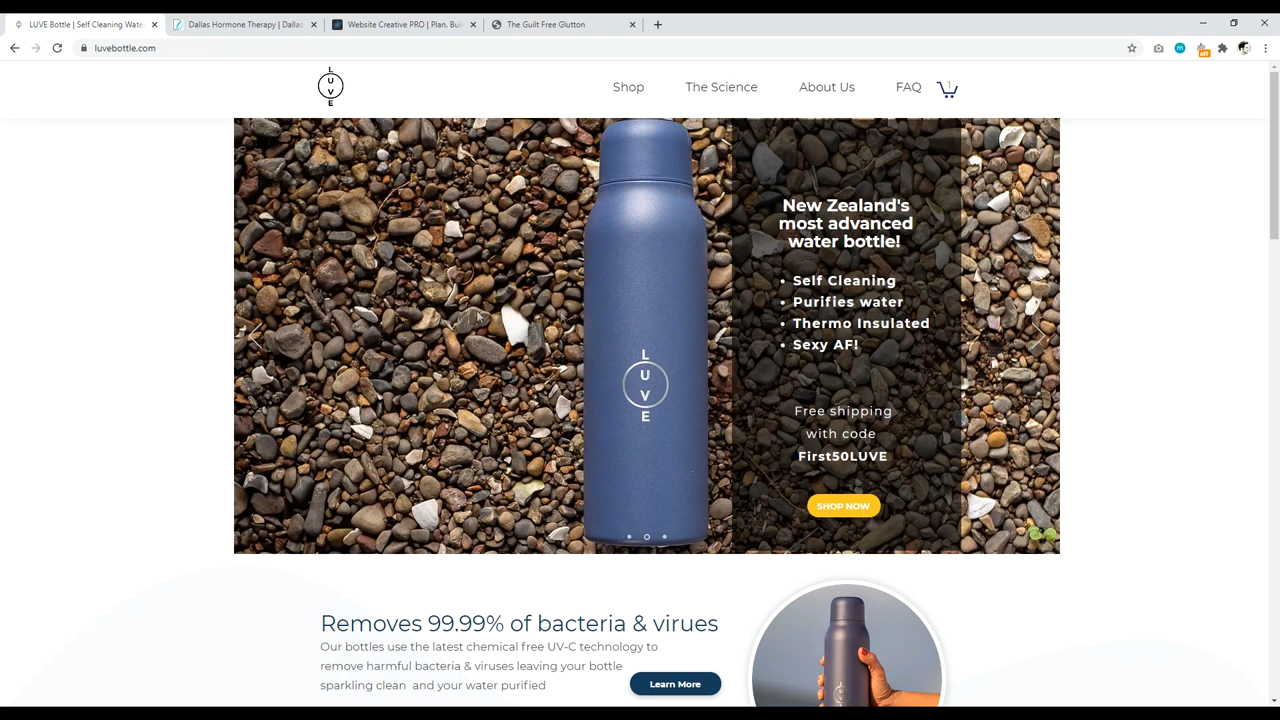 LUVE Bottle | Self Cleaning Wate
Dallas Hormone Therapy | Dallas
Website Creative PRO | Plan. Buil
The Guilt Free Glutton
luvebottle.com
off
L
U
V
E
Shop
The Science
About Us
FAQ
1
New Zealand's
most advanced
water bottle!
• Self Cleaning
• Purifies water
• Thermo Insulated
• Sexy AF!
L
U
V
E
Free shipping
with code
First50LUVE
SHOP NOW
Removes 99.99% of bacteria & virues
Our bottles use the latest chemical free UV-C technology to
remove harmful bacteria & viruses leaving your bottle
sparkling clean and your water purified
Learn More